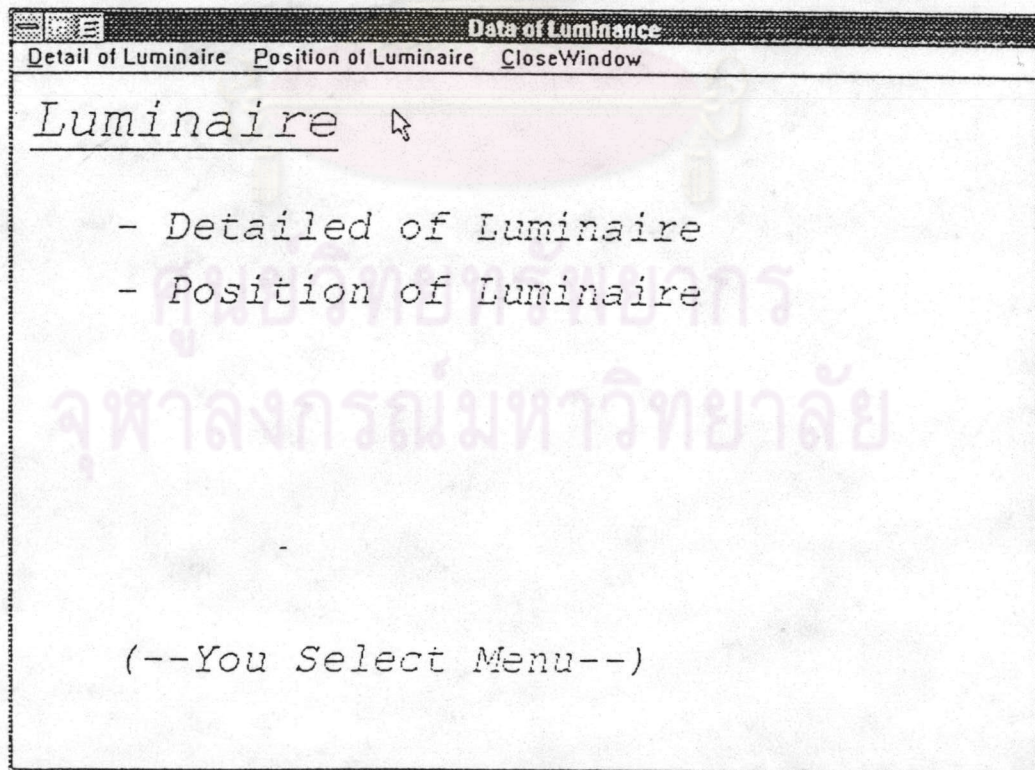 Data of Luminance
Detail of Luminaire Position of Luminaire CloseWindow
Luminaire
- Detailed of Luminaire
- Position of Luminaire
ศูนย์วิทยทรัพยากร
จุฬาลงกรณ์มหาวิทยาลัย
(--You Select Menu--)